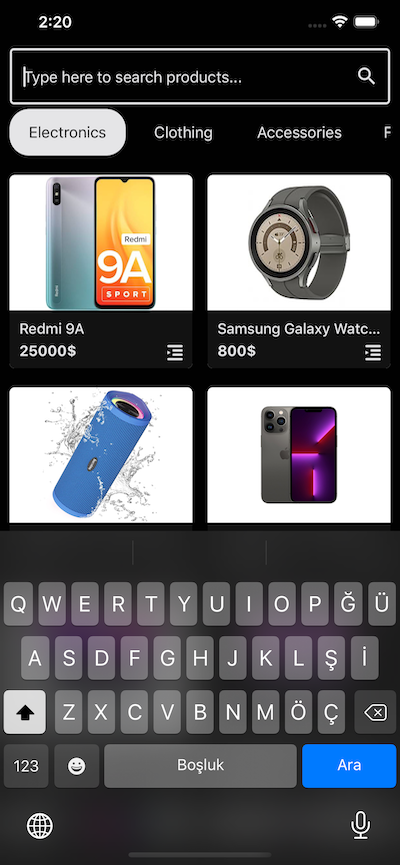 2:20
Type here to search products...
Electronics Clothing Accessories F
Redmi
9A
SPORT
Redmi 9A
25000$
Samsung Galaxy Watc...
800$
Q W E R T Y U I O P Ğ Ü
A S D F G H J K L Ş İ
Z X C V B N M Ö Ç
123 Boşluk Ara